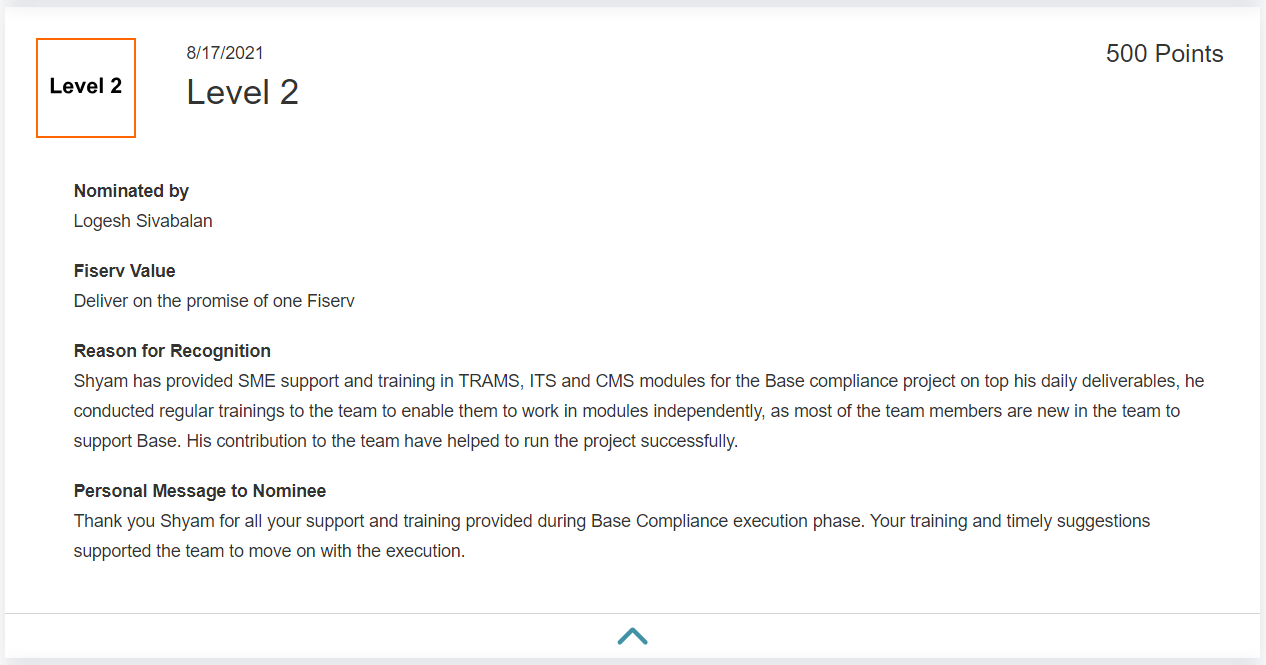 Level 2
8/17/2021
Level 2
500 Points
Nominated by
Logesh Sivabalan
Fiserv Value
Deliver on the promise of one Fiserv
Reason for Recognition
Shyam has provided SME support and training in TRAMS, ITS and CMS modules for the Base compliance project on top his daily deliverables, he
conducted regular trainings to the team to enable them to work in modules independently, as most of the team members are new in the team to
support Base. His contribution to the team have helped to run the project successfully.
Personal Message to Nominee
Thank you Shyam for all your support and training provided during Base Compliance execution phase. Your training and timely suggestions
supported the team to move on with the execution.